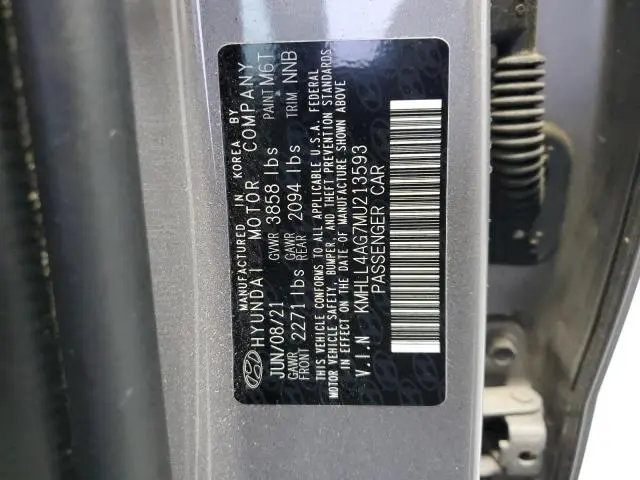 MANUFACTURED IN KOREA BY
HYUNDAI MOTOR COMPANY
JUN/08/21 GVWR 3858 lbs PAINT M6T
GAWR FRONT 2271 lbs GAWR REAR 2094 lbs TRIM NNB
THIS VEHICLE CONFORMS TO ALL APPLICABLE U.S.A. FEDERAL
MOTOR VEHICLE SAFETY, BUMPER, AND THEFT PREVENTION STANDARDS
IN EFFECT ON THE DATE OF MANUFACTURE SHOWN ABOVE
V.I.N KMHLL4AG7MU213593
PASSENGER CAR